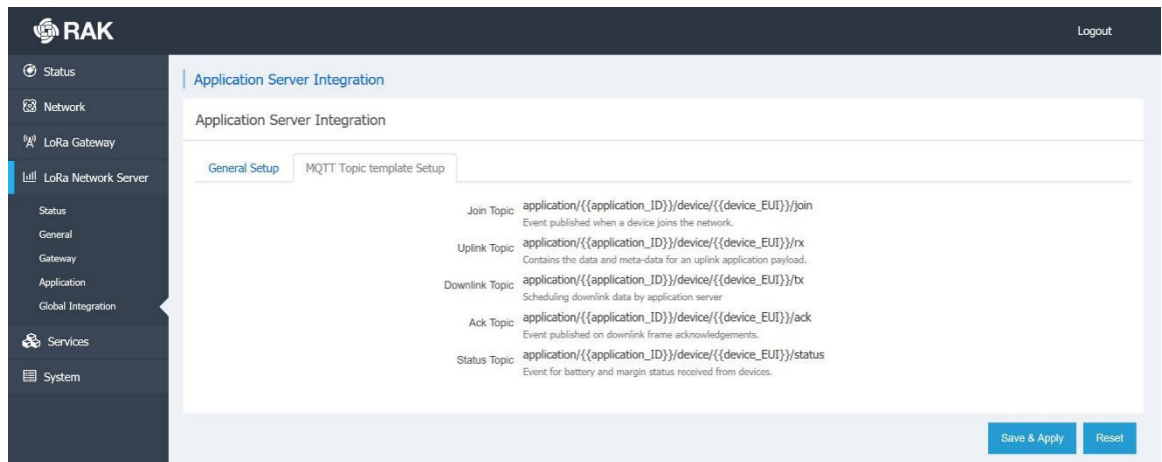 RAK
Logout
Status
Network
LoRa Gateway
LoRa Network Server
Status
General
Gateway
Application
Global Integration
Services
System
Application Server Integration
Application Server Integration
General Setup
MQTT Topic template Setup
Join Topic application/{{application_ID}}/device/{{device_EUI}}/join
Event published when a device joins the network.
Uplink Topic application/{{application_ID}}/device/{{device_EUI}}/rx
Contains the data and meta-data for an uplink application payload.
Downlink Topic application/{{application_ID}}/device/{{device_EUI}}/tx
Scheduling downlink data by application server
Ack Topic application/{{application_ID}}/device/{{device_EUI}}/ack
Event published on downlink frame acknowledgements.
Status Topic application/{{application_ID}}/device/{{device_EUI}}/status
Event for battery and margin status received from devices.
Save & Apply
Reset